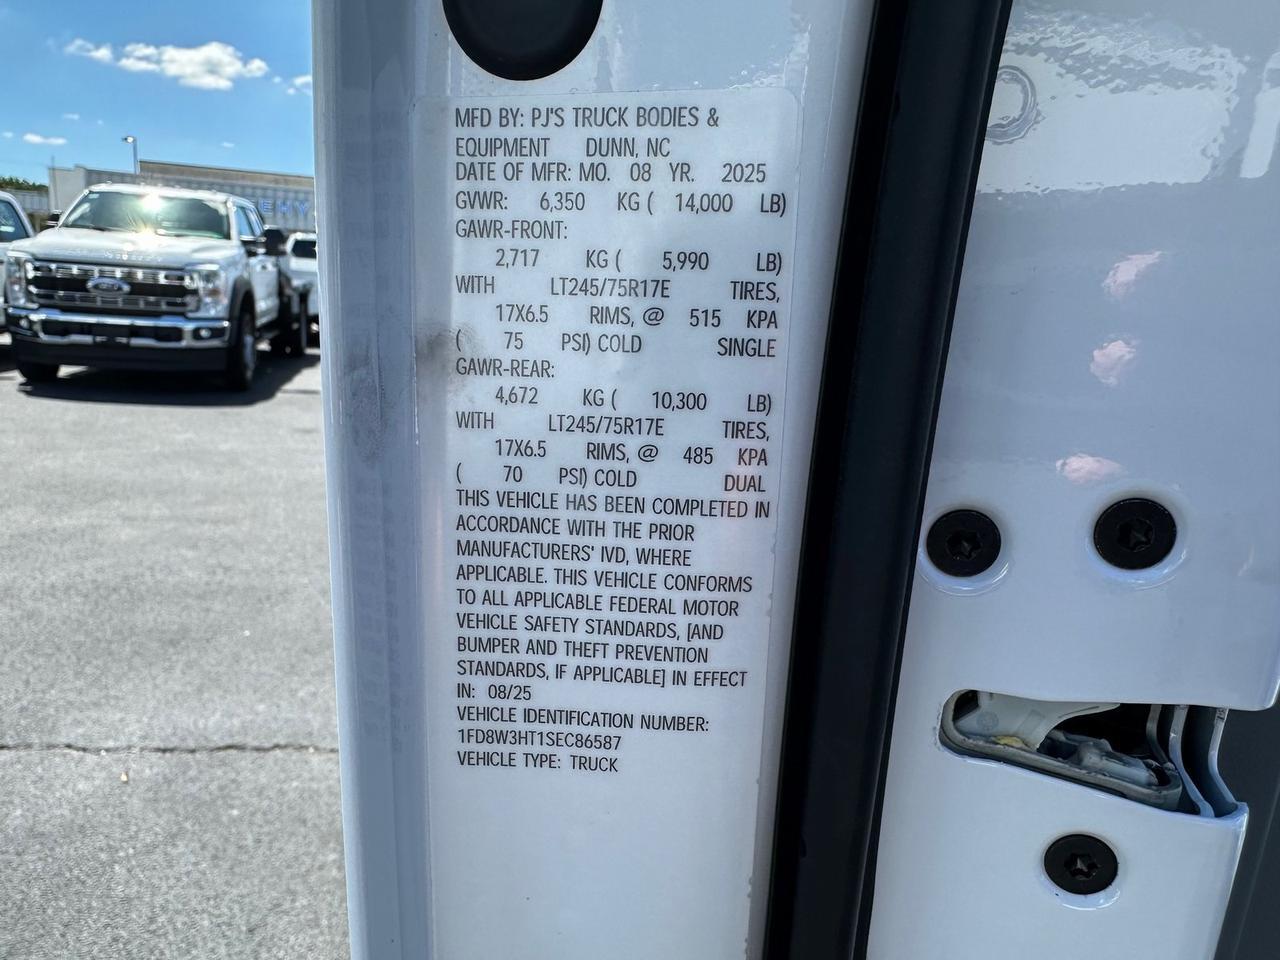 MFD BY: PJ'S TRUCK BODIES &
EQUIPMENT DUNN, NC
DATE OF MFR: MO. 08 YR. 2025
GVWR: 6,350 KG ( 14,000 LB)
GAWR-FRONT:
2,717 KG ( 5,990 LB)
WITH LT245/75R17E TIRES,
17X6.5 RIMS, @ 515 KPA
( 75 PSI) COLD SINGLE
GAWR-REAR:
4,672 KG ( 10,300 LB)
WITH LT245/75R17E TIRES,
17X6.5 RIMS, @ 485 KPA
( 70 PSI) COLD DUAL
THIS VEHICLE HAS BEEN COMPLETED IN
ACCORDANCE WITH THE PRIOR
MANUFACTURERS' IVD, WHERE
APPLICABLE. THIS VEHICLE CONFORMS
TO ALL APPLICABLE FEDERAL MOTOR
VEHICLE SAFETY STANDARDS, [AND
BUMPER AND THEFT PREVENTION
STANDARDS, IF APPLICABLE] IN EFFECT
IN: 08/25
VEHICLE IDENTIFICATION NUMBER:
1FD8W3HT1SEC86587
VEHICLE TYPE: TRUCK
Ford